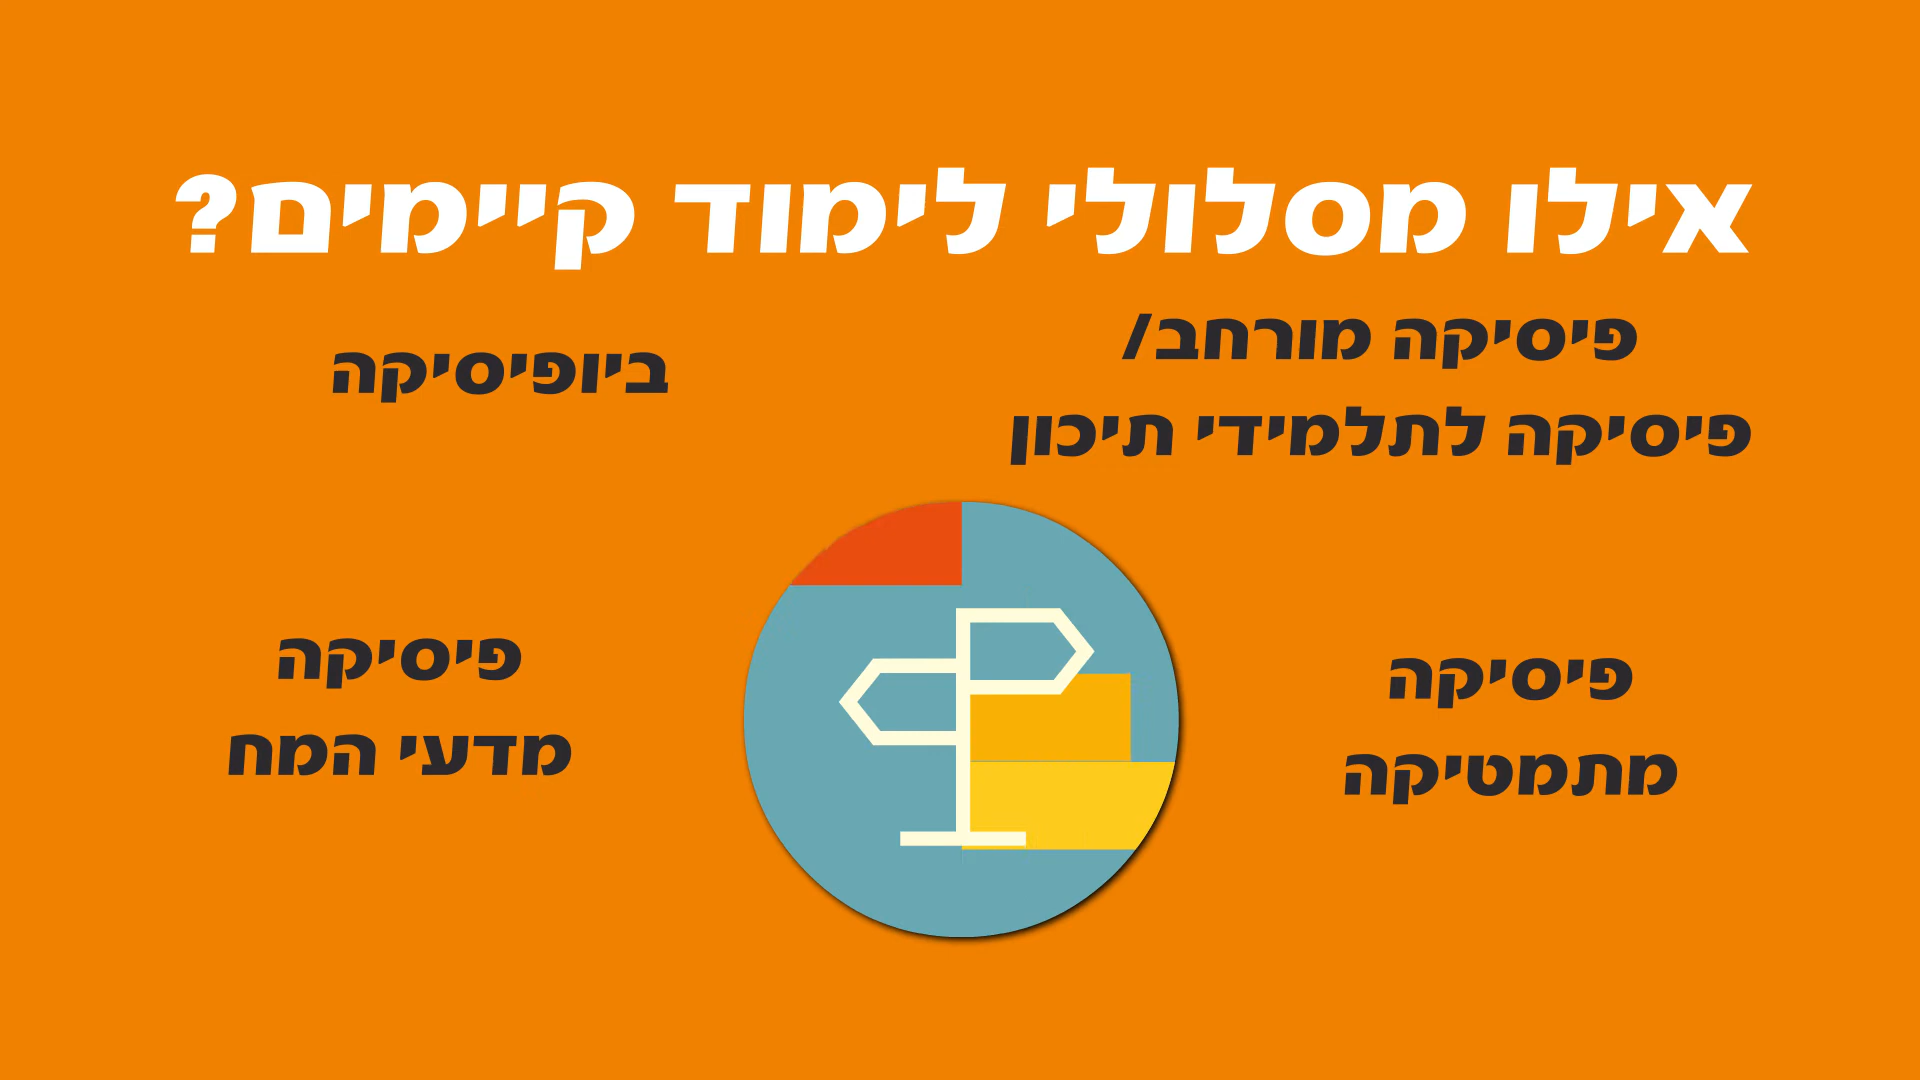 אילו מסלולי לימוד קיימים?
פיסיקה מורחב/
פיסיקה לתלמידי תיכון
ביופיסיקה
פיסיקה
מתמטיקה
פיסיקה
מדעי המח